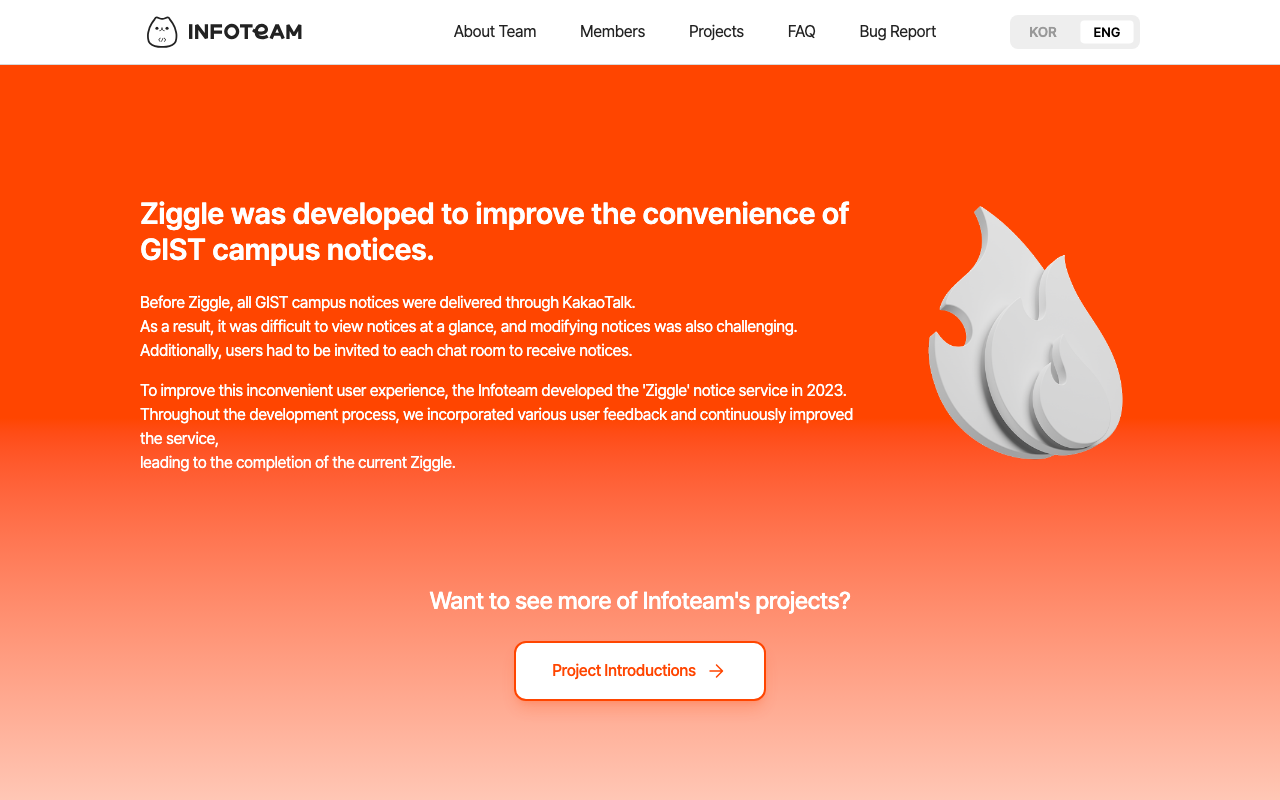 INFOTEAM
About Team
Members
Projects
FAQ
Bug Report
KOR
ENG
Ziggle was developed to improve the convenience of
GIST campus notices.
Before Ziggle, all GIST campus notices were delivered through KakaoTalk.
As a result, it was difficult to view notices at a glance, and modifying notices was also challenging.
Additionally, users had to be invited to each chat room to receive notices.
To improve this inconvenient user experience, the Infoteam developed the 'Ziggle' notice service in 2023.
Throughout the development process, we incorporated various user feedback and continuously improved
the service,
leading to the completion of the current Ziggle.
Want to see more of Infoteam's projects?
Project Introductions